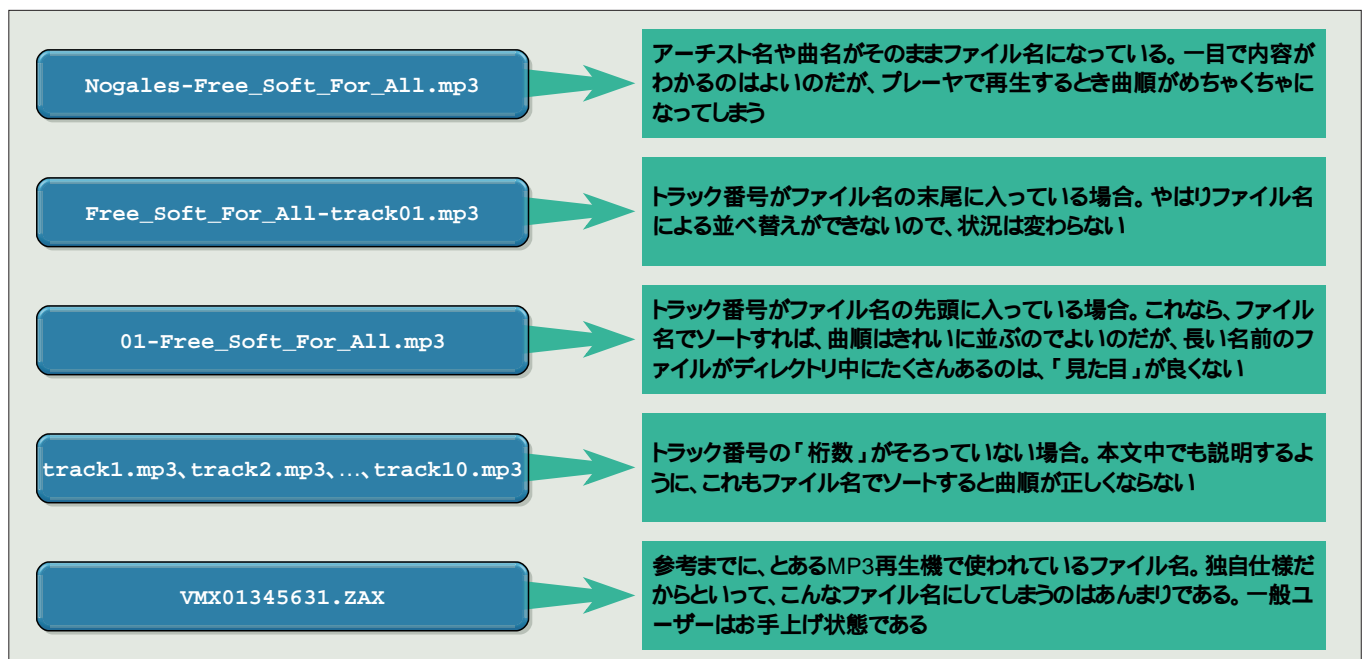 Nogales-Free_Soft_For_All.mp3
アーチスト名や曲名がそのままファイル名になっている。一目で内容が
わかるのはよいのだが、プレーヤで再生するとき曲順がめちゃくちゃに
なってしまう
Free_Soft_For_All-track01.mp3
トラック番号がファイル名の末尾に入っている場合。やはりファイル名
による並べ替えができないので、状況は変わらない
01-Free_Soft_For_All.mp3
トラック番号がファイル名の先頭に入っている場合。これなら、ファイル
名でソートすれば、曲順はきれいに並ぶのでよいのだが、長い名前のフ
ァイルがディレクトリ中にたくさんあるのは、「見た目」が良くない
track1.mp3、track2.mp3、…、track10.mp3
トラック番号の「桁数」がそろっていない場合。本文中でも説明するよ
うに、これもファイル名でソートすると曲順が正しくならない
VMX01345631.ZAX
参考までに、とあるMP3再生機で使われているファイル名。独自仕様だ
からといって、こんなファイル名にしてしまうのはあんまりである。一般ユ
ーザーはお手上げ状態である